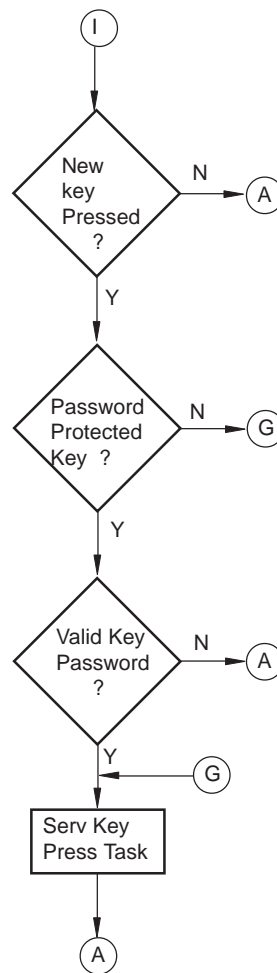 I
New
key
Pressed
?
N
A
Y
Password
Protected
Key ?
N
G
Y
Valid Key
Password
?
N
A
Y
G
Serv Key
Press Task
A